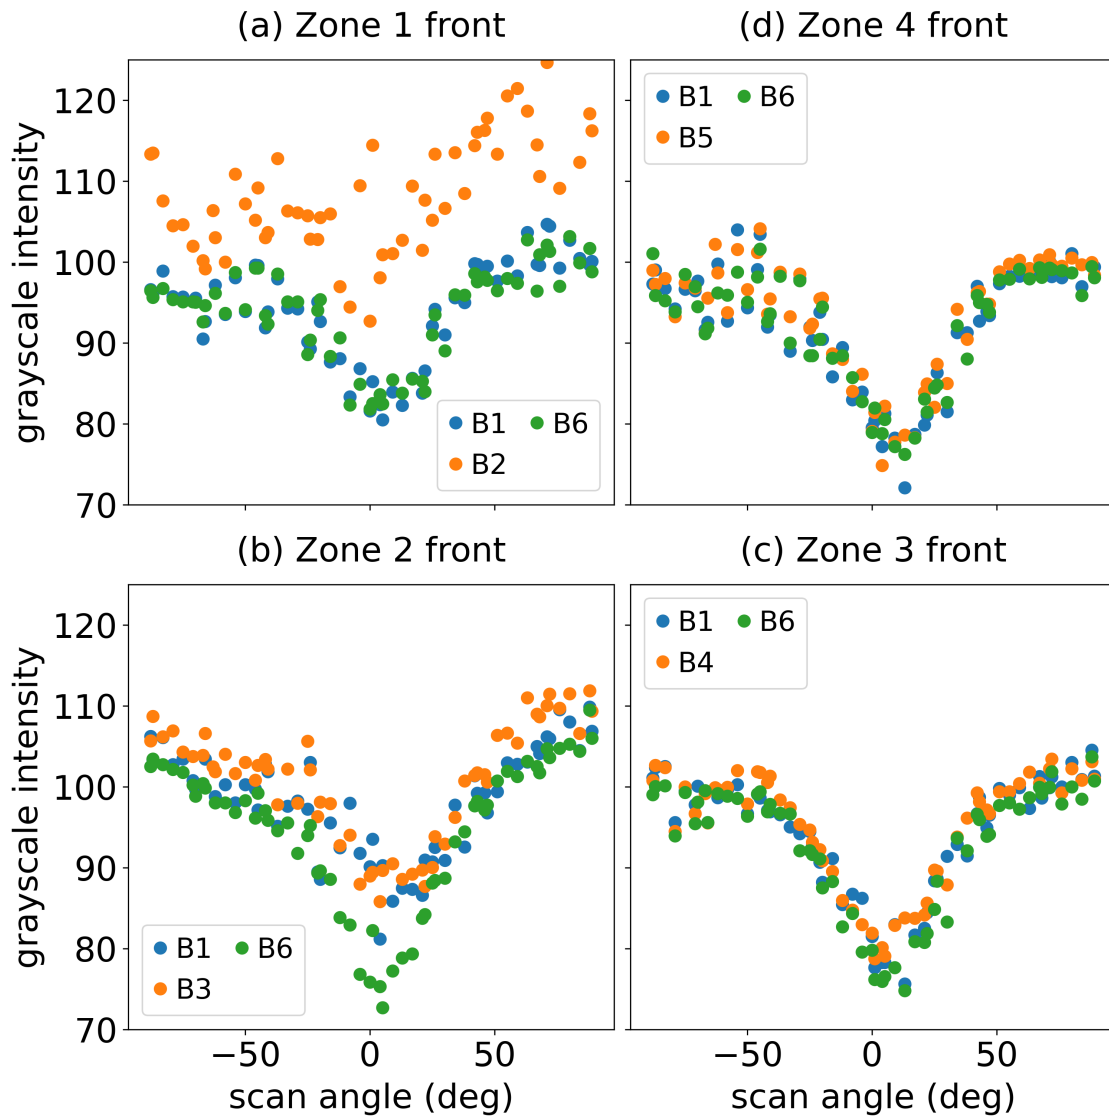 (a) Zone 1 front
(d) Zone 4 front
120
110
100
90
80
70
grayscale intensity
B1 B6
B2
B1 B6
B5
(b) Zone 2 front
(c) Zone 3 front
120
110
100
90
80
70
grayscale intensity
B1 B6
B3
B1 B6
B4
−50 0 50
−50 0 50
scan angle (deg)
scan angle (deg)